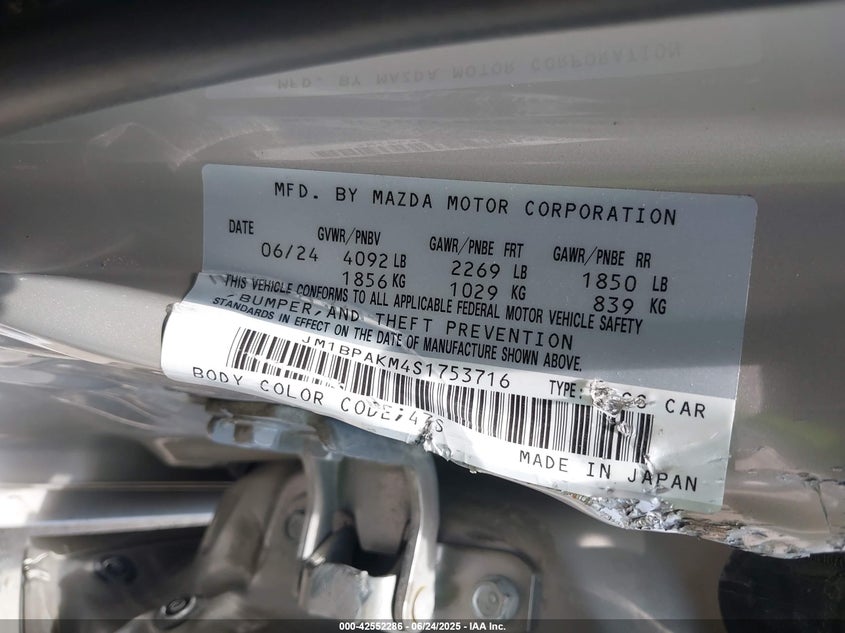 MFD. BY MAZDA MOTOR CORPORATION
DATE GVWR/PNBV GAWR/PNBE FRT GAWR/PNBE RR
06/24 4092 LB 2269 LB 1850 LB
1856 KG 1029 KG 839 KG
THIS VEHICLE CONFORMS TO ALL APPLICABLE FEDERAL MOTOR VEHICLE SAFETY
,BUMPER,AND THEFT PREVENTION
STANDARDS IN EFFECT ON THE DATE OF MANUFACTURE SHOWN ABOVE.
JM1BPAKM4S1753716 TYPE: CAR
BODY COLOR CODE;47S
MADE IN JAPAN
000-42552286 - 06/24/2025 - IAA Inc.